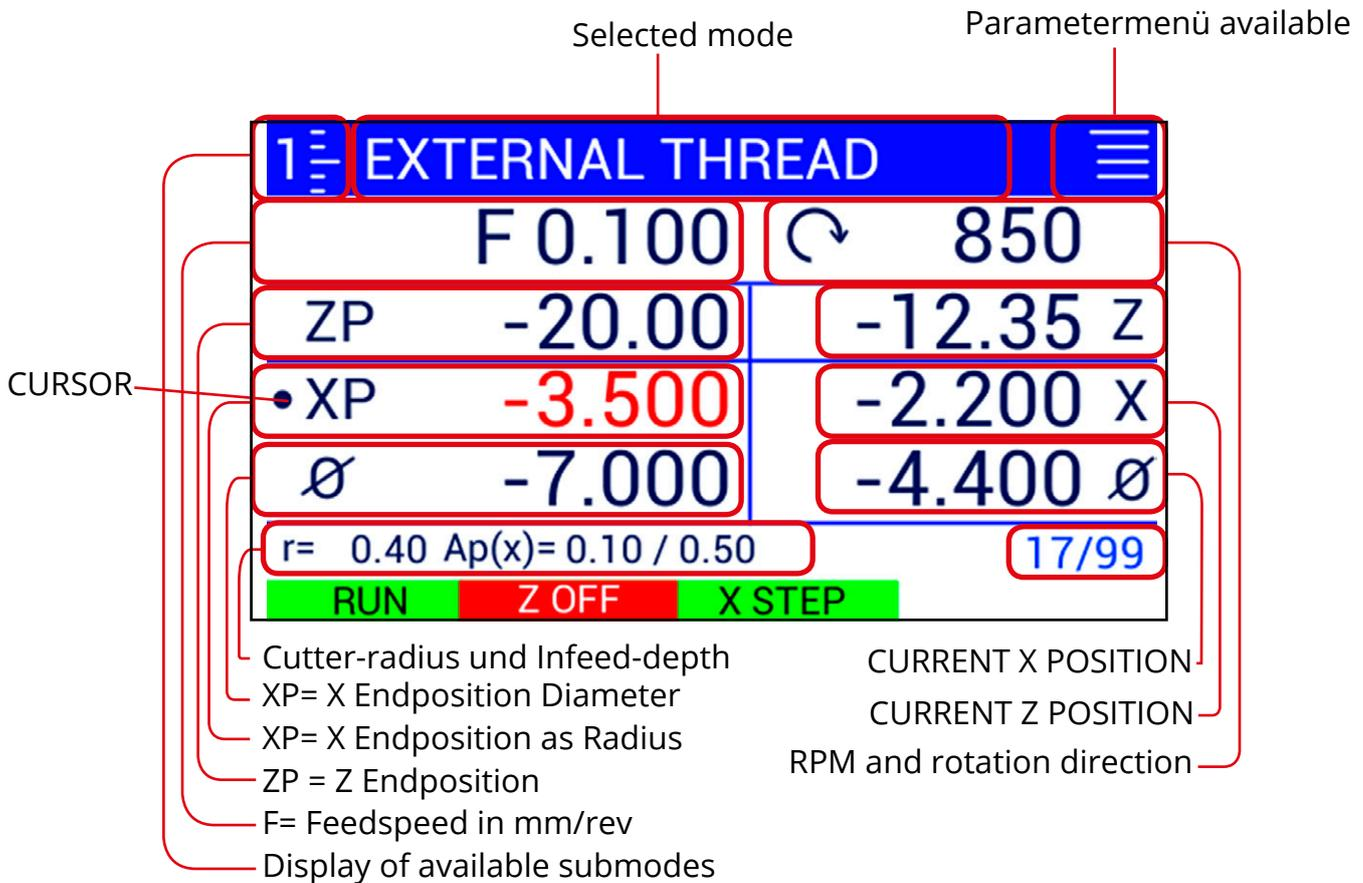 Selected mode
Parametermenü available
1 EXTERNAL THREAD
F 0.100 850
ZP -20.00 -12.35 Z
CURSOR
XP -3.500 -2.200 X
Ø -7.000 -4.400 Ø
r= 0.40 Ap(x)= 0.10 / 0.50 17/99
RUN Z OFF X STEP
Cutter-radius und Infeed-depth
XP= X Endposition Diameter
XP= X Endposition as Radius
ZP = Z Endposition
F= Feedspeed in mm/rev
Display of available submodes
CURRENT X POSITION
CURRENT Z POSITION
RPM and rotation direction